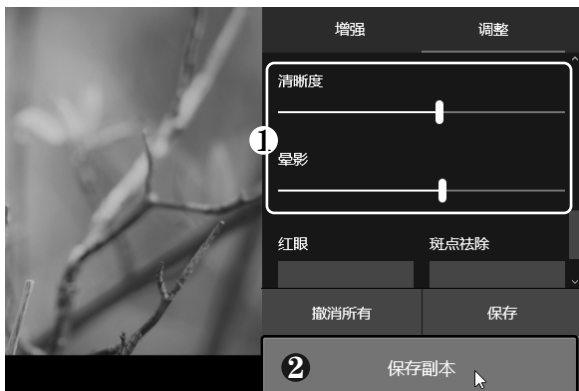 增强 调整
清晰度
❶
晕影
红眼 斑点祛除
撤消所有 保存
❷ 保存副本